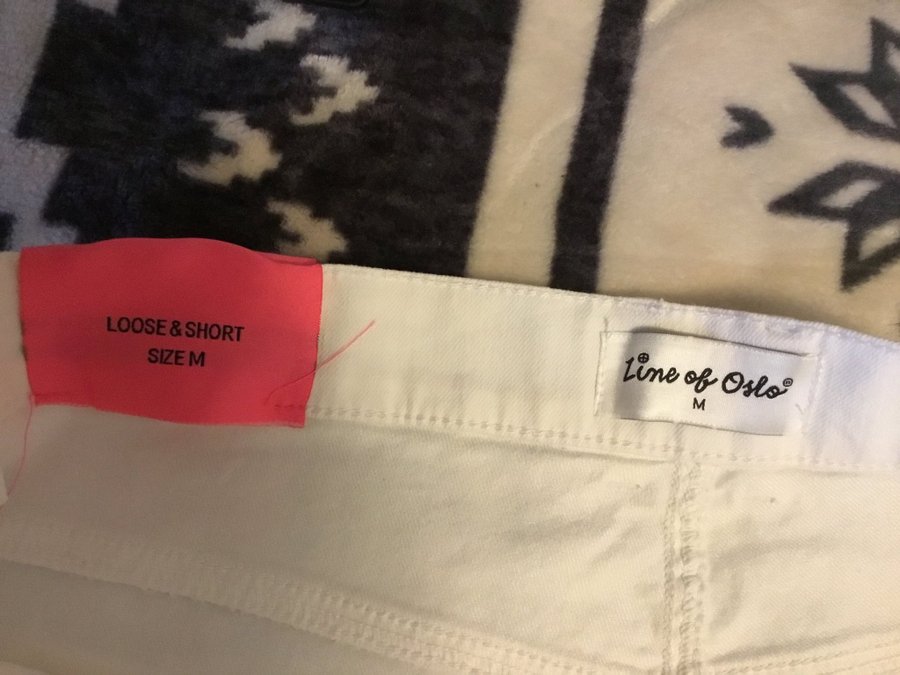 LOOSE & SHORT
SIZE M
Line of Oslo
M